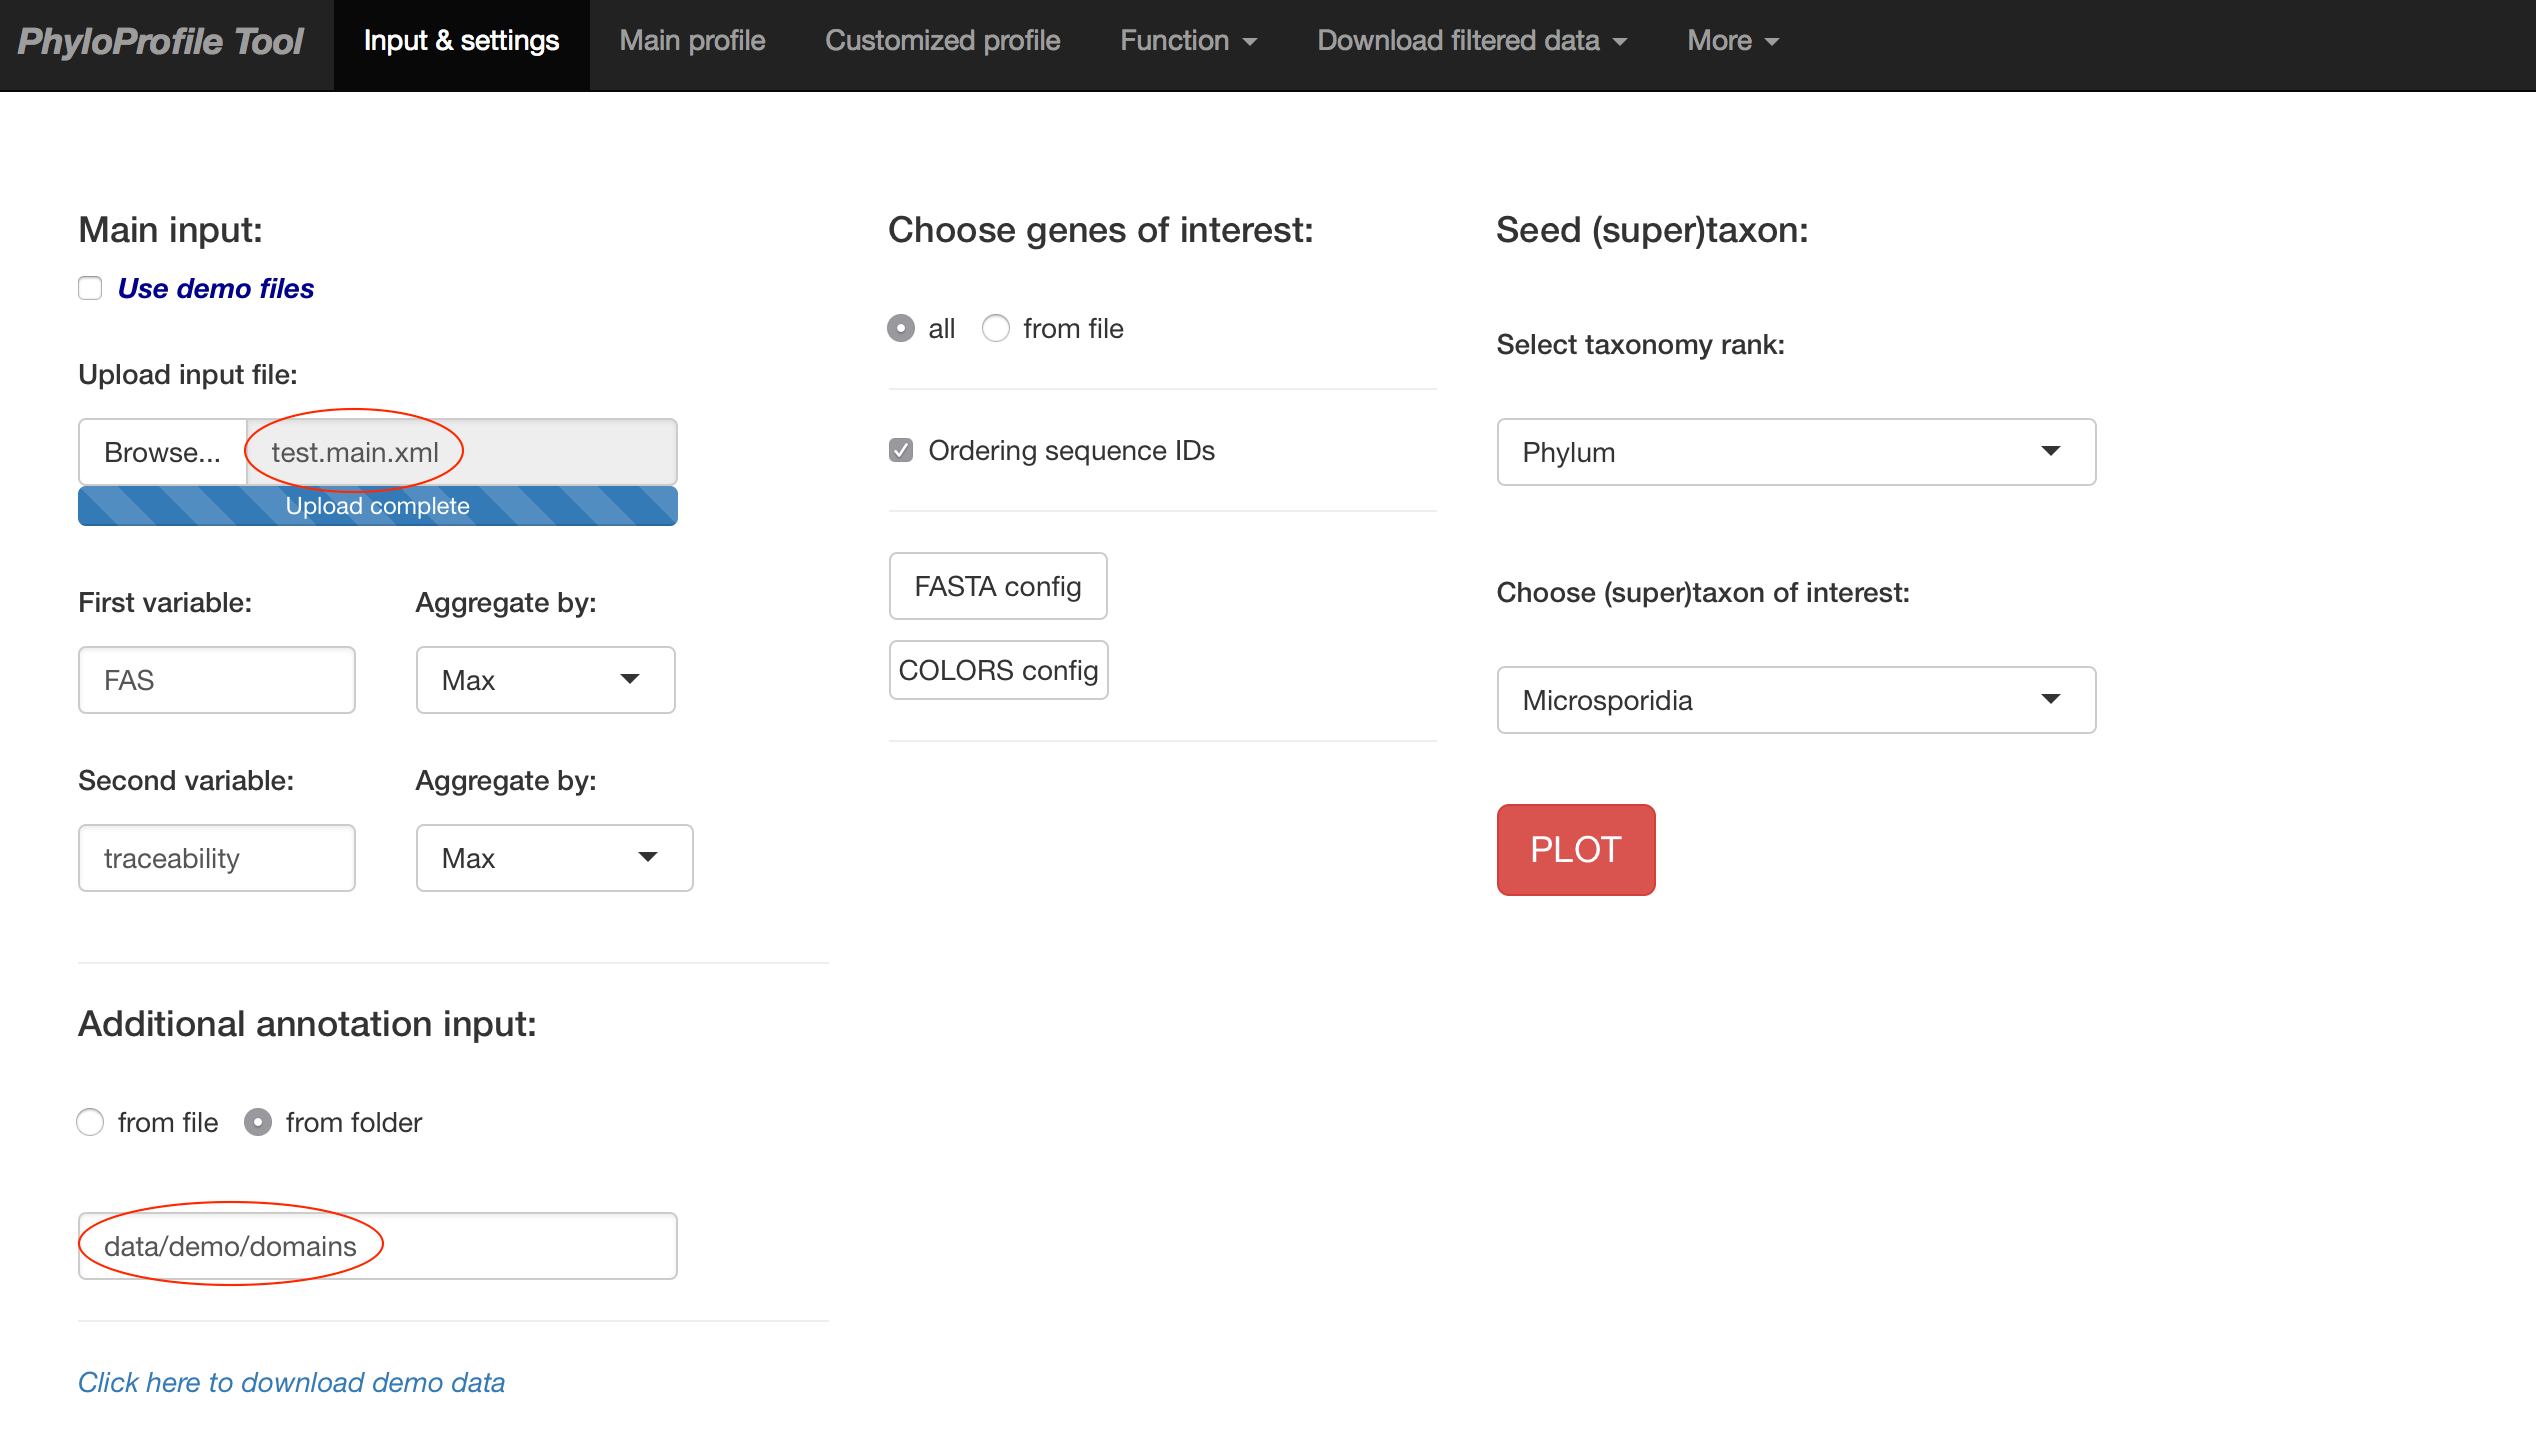 PhyloProfile Tool
Input & settings
Main profile
Customized profile
Function
Download filtered data
More
Main input:
Use demo files
Upload input file:
Browse...
test.main.xml
Upload complete
First variable:
Aggregate by:
FAS
Max
Second variable:
Aggregate by:
traceability
Max
Additional annotation input:
from file
from folder
data/demo/domains
Click here to download demo data
Choose genes of interest:
all
from file
Ordering sequence IDs
FASTA config
COLORS config
Seed (super)taxon:
Select taxonomy rank:
Phylum
Choose (super)taxon of interest:
Microsporidia
PLOT